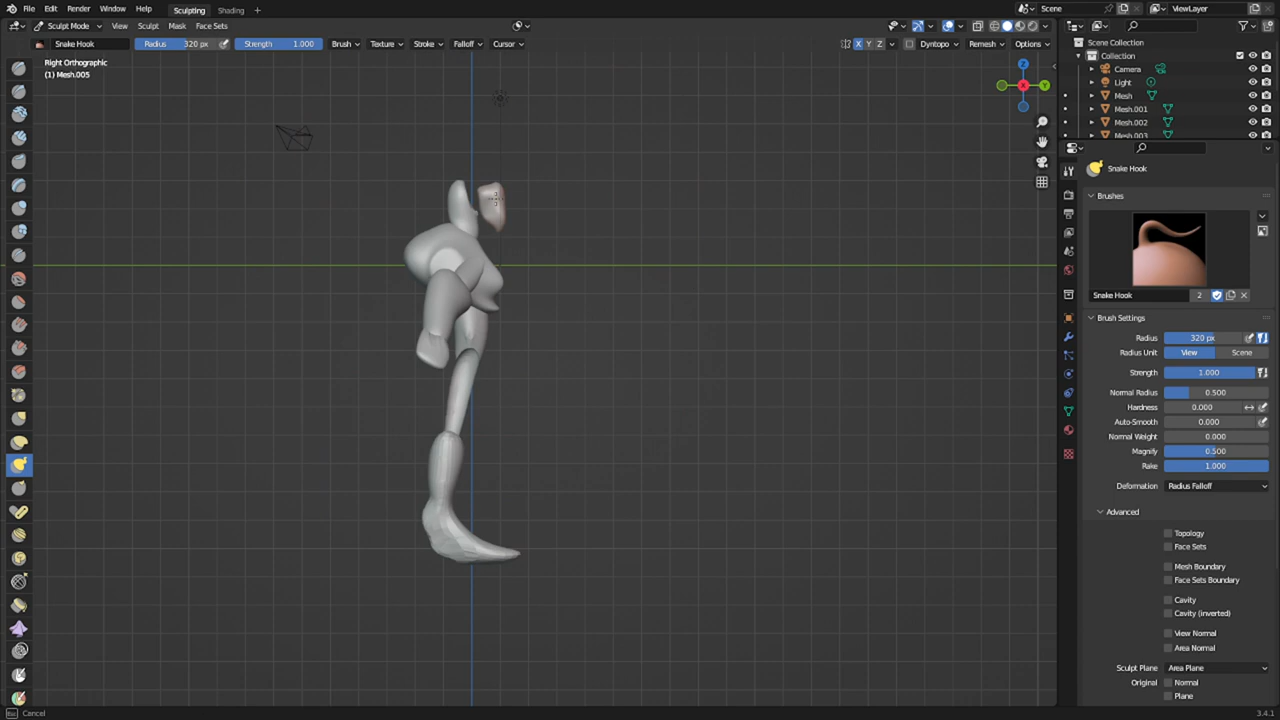 File Edit Render Window Help Sculpting Shading Scene ViewLayer
Sculpt Mode View Sculpt Mask Face Sets
Snake Hook Radius 320 px Strength 1.000 Brush Texture Stroke Falloff Cursor X Y Z Dyntopo Remesh Options
Right Orthographic
(1) Mesh.005
Z
X
Y
Scene Collection
Collection
Camera
Light
Mesh
Mesh.001
Mesh.002
Mesh.003
Snake Hook
Brushes
Snake Hook 2
Brush Settings
Radius 320 px
Radius Unit View Scene
Strength 1.000
Normal Radius 0.500
Hardness 0.000
Auto-Smooth 0.000
Normal Weight 0.000
Magnify 0.500
Rake 1.000
Deformation Radius Falloff
Advanced
Topology
Face Sets
Mesh Boundary
Face Sets Boundary
Cavity
Cavity (inverted)
View Normal
Area Normal
Sculpt Plane Area Plane
Original Normal
Plane
Cancel 3.4.1